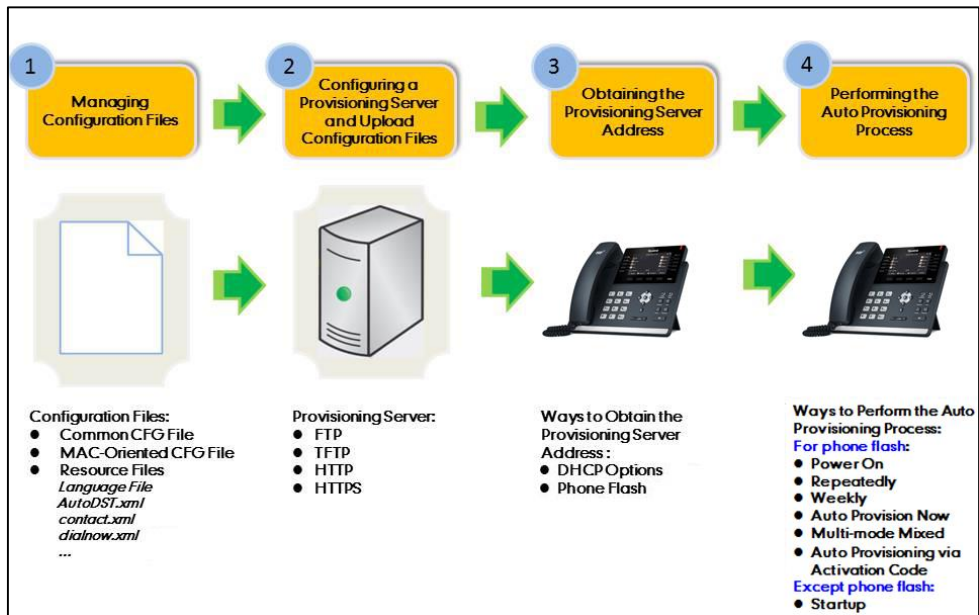 1
Managing
Configuration Files
2
Configuring a
Provisioning Server
and Upload
Configuration Files
3
Obtaining the
Provisioning Server
Address
4
Performing the
Auto Provisioning
Process
Configuration Files:
● Common CFG File
● MAC-Oriented CFG File
● Resource Files
Language File
AutoDST.xml
contact.xml
dialnow.xml
...
Provisioning Server:
● FTP
● TFTP
● HTTP
● HTTPS
Ways to Obtain the
Provisioning Server
Address :
● DHCP Options
● Phone Flash
Ways to Perform the Auto
Provisioning Process:
For phone flash:
● Power On
● Repeatedly
● Weekly
● Auto Provision Now
● Multi-mode Mixed
● Auto Provisioning via
Activation Code
Except phone flash:
● Startup